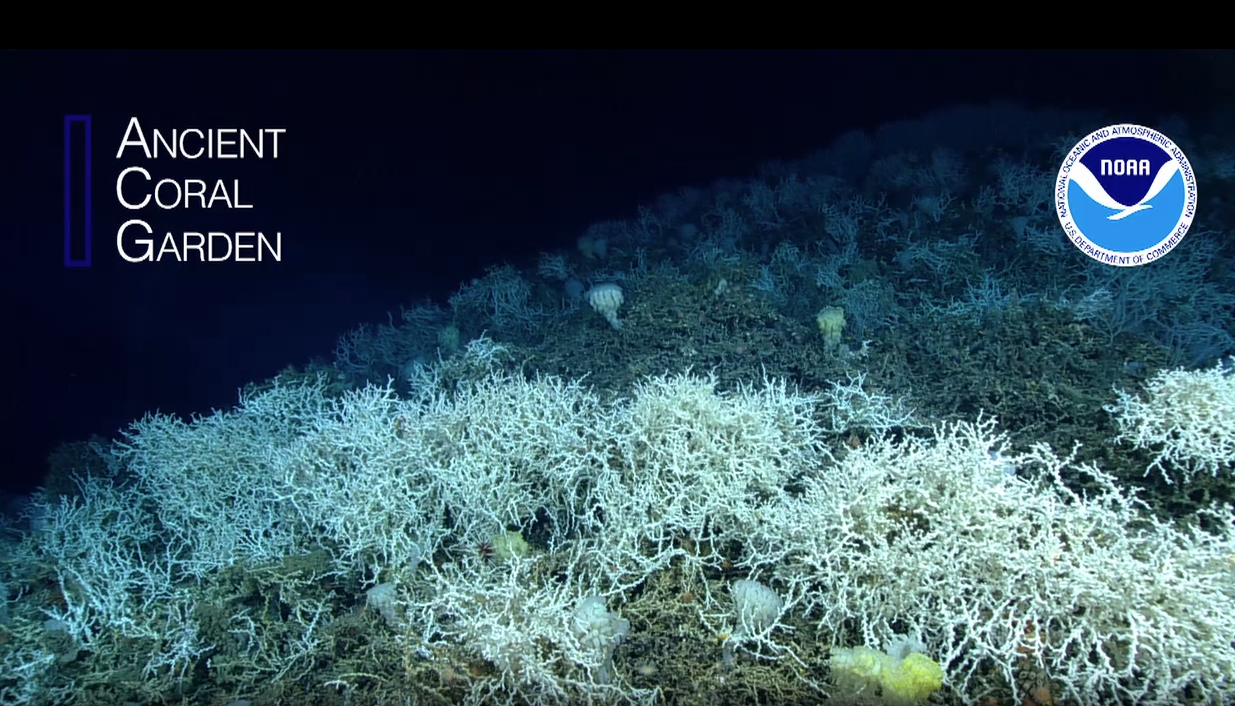 Ancient
Coral
Garden
NATIONAL OCEANIC AND ATMOSPHERIC ADMINISTRATION
NOAA
U.S. DEPARTMENT OF COMMERCE